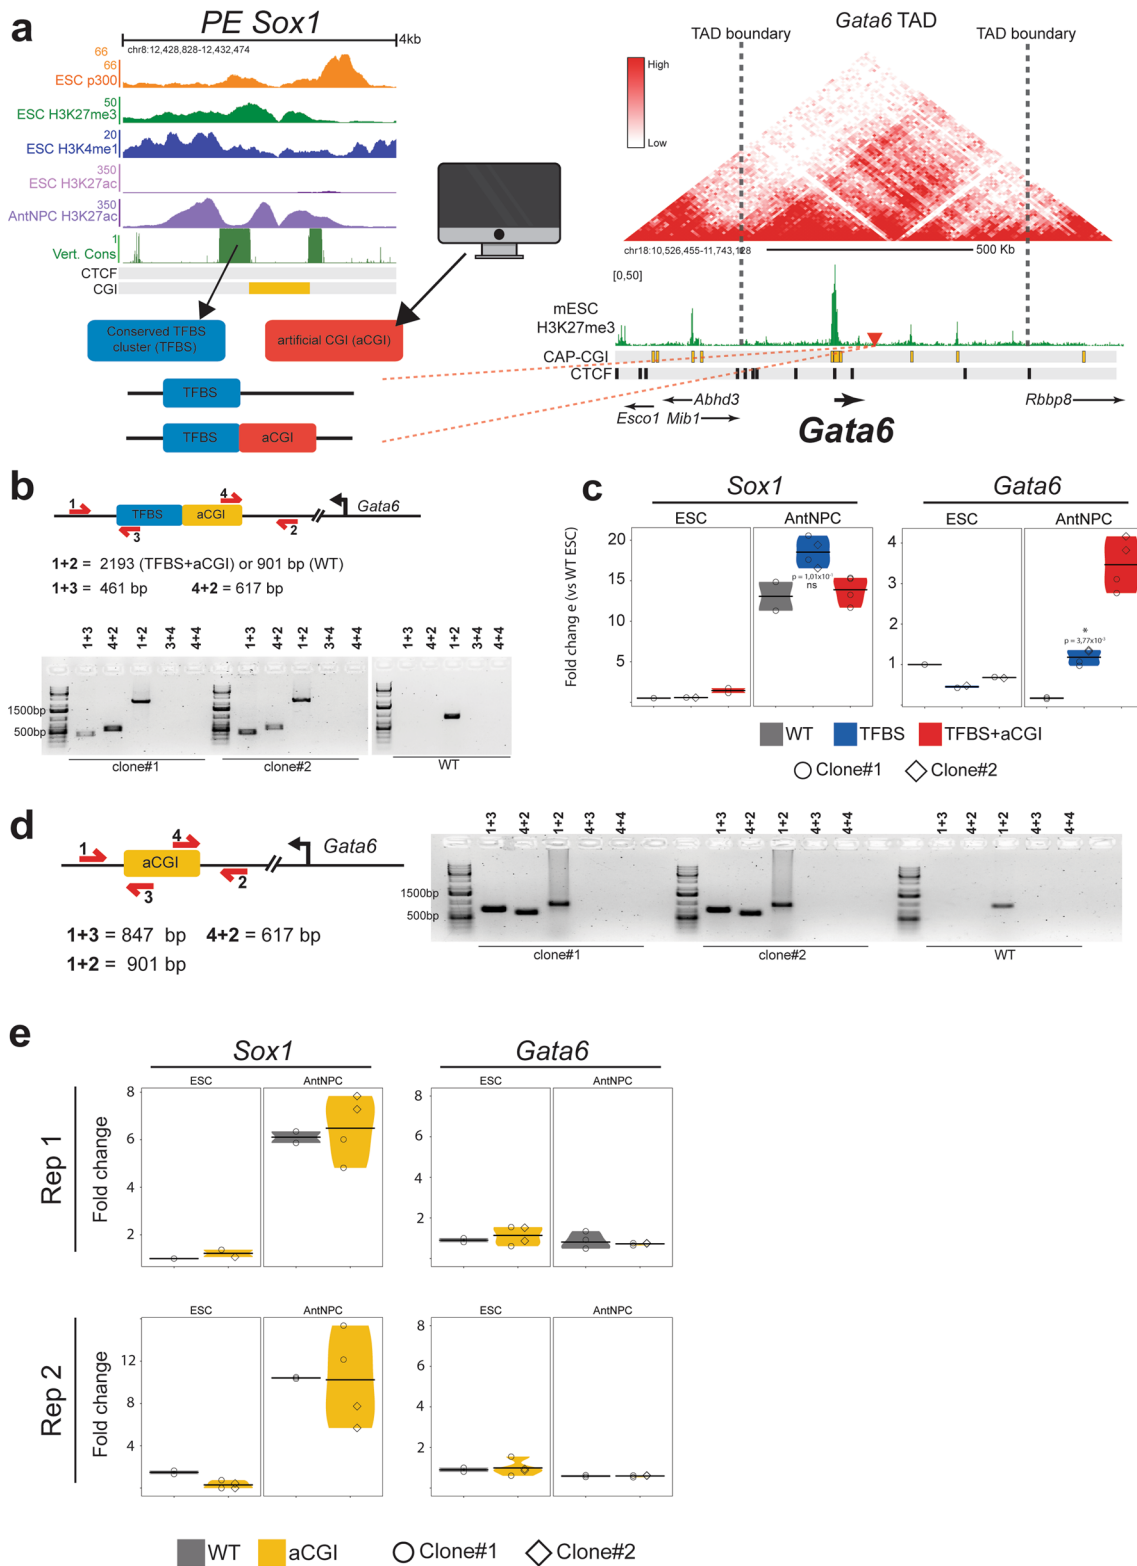 a
PE Sox1
4kb
chr8:12,428,828-12,432,474
66
66
ESC p300
50
ESC H3K27me3
20
ESC H3K4me1
350
ESC H3K27ac
350
AntNPC H3K27ac
1
Vert. Cons
CTCF
CGI
Conserved TFBS
cluster (TFBS)
artificial CGI (aCGI)
TFBS
TFBS
aCGI
Gata6 TAD
TAD boundary
TAD boundary
High
Low
500 Kb
[0,50]
mESC
H3K27me3
CAP-CGI
CTCF
Abhd3
Esco1
Mib1
Rbbp8
Gata6
b
1
4
TFBS
aCGI
3
2
Gata6
1+2 = 2193 (TFBS+aCGI) or 901 bp (WT)
1+3 = 461 bp
4+2 = 617 bp
1+3
4+2
1+2
3+4
4+4
1+3
4+2
1+2
3+4
4+4
1+3
4+2
1+2
3+4
4+4
1500bp
500bp
clone#1
clone#2
WT
c
Sox1
Gata6
ESC
AntNPC
ESC
AntNPC
Fold chang e (vs WT ESC)
20
15
10
5
p = 1,01x10⁻¹
ns
4
3
2
1
*
p = 3,77x10⁻³
WT
TFBS
TFBS+aCGI
Clone#1
Clone#2
d
1
4
aCGI
3
2
Gata6
1+3 = 847 bp
4+2 = 617 bp
1+2 = 901 bp
1+3
4+2
1+2
4+3
4+4
1+3
4+2
1+2
4+3
4+4
1+3
4+2
1+2
4+3
4+4
1500bp
500bp
clone#1
clone#2
WT
e
Sox1
Gata6
Rep 1
Fold change
ESC
AntNPC
8
6
4
2
ESC
AntNPC
8
6
4
2
Rep 2
Fold change
ESC
AntNPC
12
8
4
ESC
AntNPC
8
6
4
2
WT
aCGI
Clone#1
Clone#2